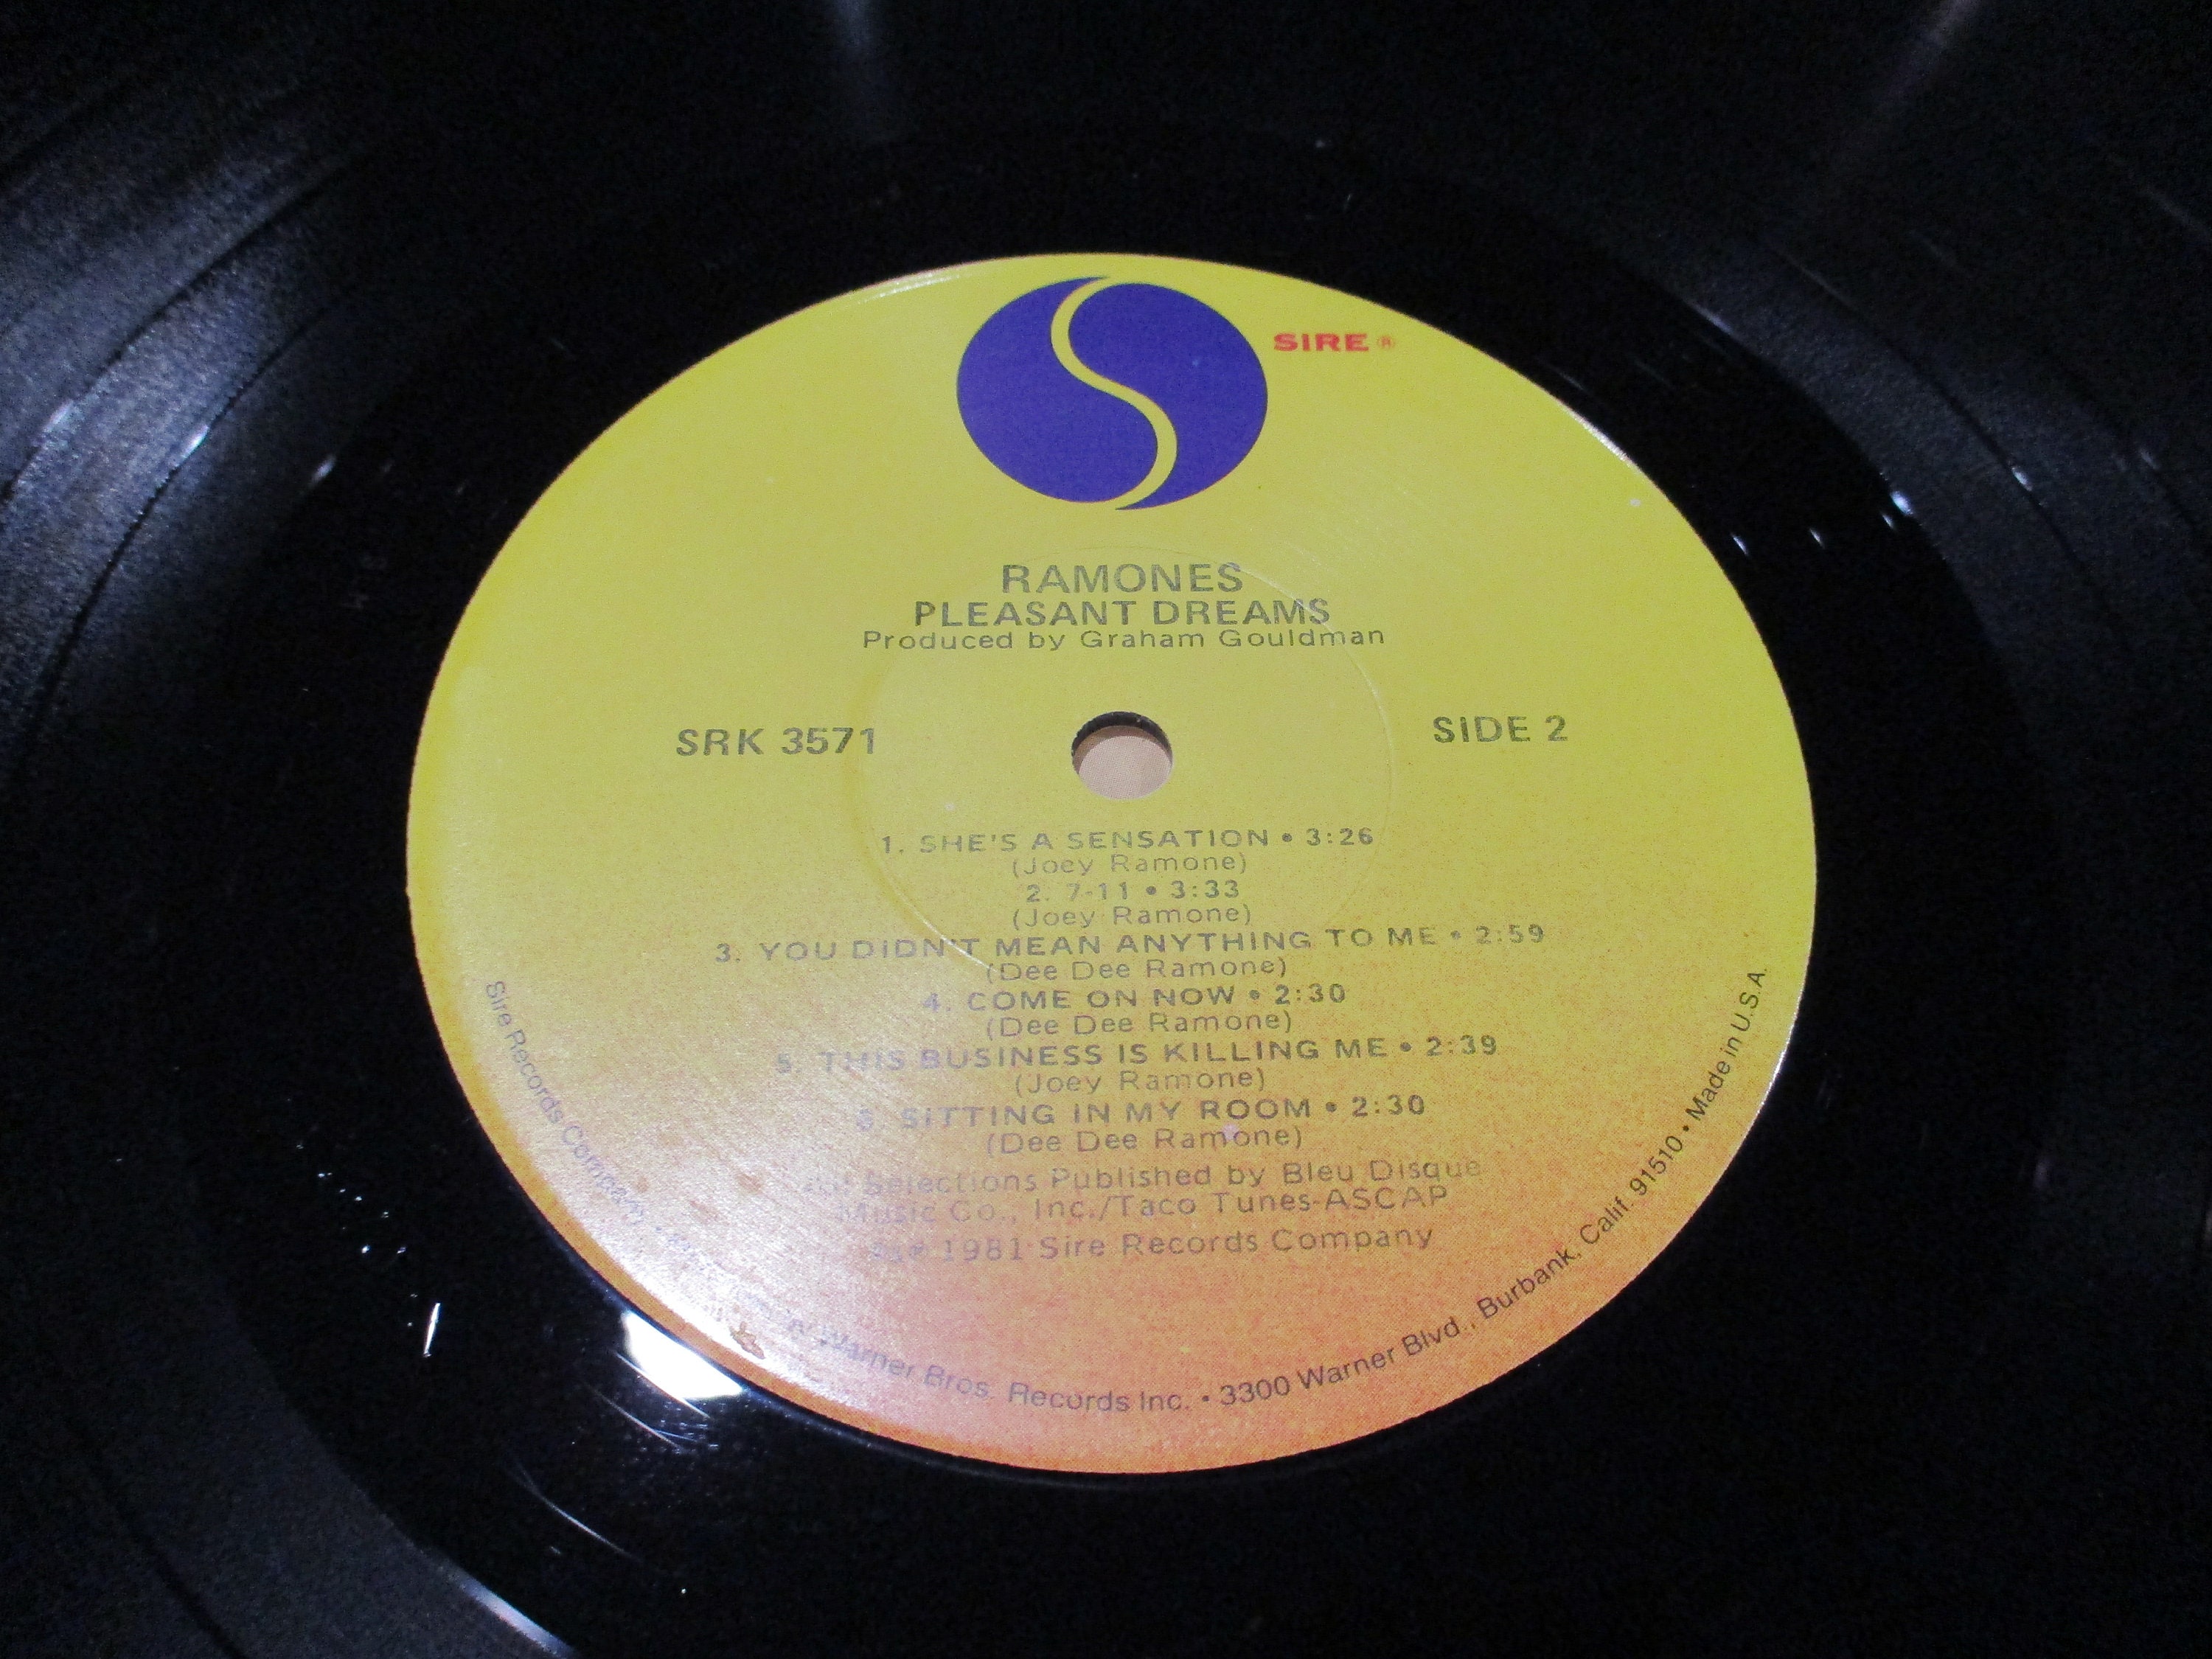 SIRE ®
RAMONES
PLEASANT DREAMS
Produced by Graham Gouldman
SRK 3571
SIDE 2
1. SHE'S A SENSATION • 3:26
(Joey Ramone)
2. 7-11 • 3:33
(Joey Ramone)
3. YOU DIDN'T MEAN ANYTHING TO ME • 2:59
(Dee Dee Ramone)
4. COME ON NOW • 2:30
(Dee Dee Ramone)
5. THIS BUSINESS IS KILLING ME • 2:39
(Joey Ramone)
6. SITTING IN MY ROOM • 2:30
(Dee Dee Ramone)
All Selections Published by Bleu Disque
Music Co., Inc./Taco Tunes-ASCAP
1981 Sire Records Company
Sire Records Company • Warner Bros. Records Inc. • 3300 Warner Blvd., Burbank, Calif. 91510 • Made in U.S.A.